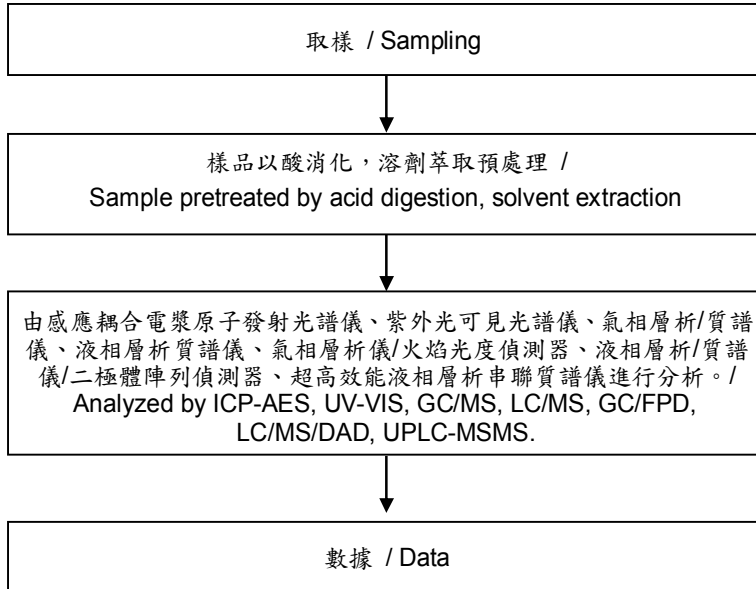 取樣 / Sampling
樣品以酸消化，溶劑萃取預處理 /
Sample pretreated by acid digestion, solvent extraction
由感應耦合電漿原子發射光譜儀、紫外光可見光譜儀、氣相層析/質譜
儀、液相層析質譜儀、氣相層析儀/火焰光度偵測器、液相層析/質譜
儀/二極體陣列偵測器、超高效能液相層析串聯質譜儀進行分析。/
Analyzed by ICP-AES, UV-VIS, GC/MS, LC/MS, GC/FPD,
LC/MS/DAD, UPLC-MSMS.
數據 / Data